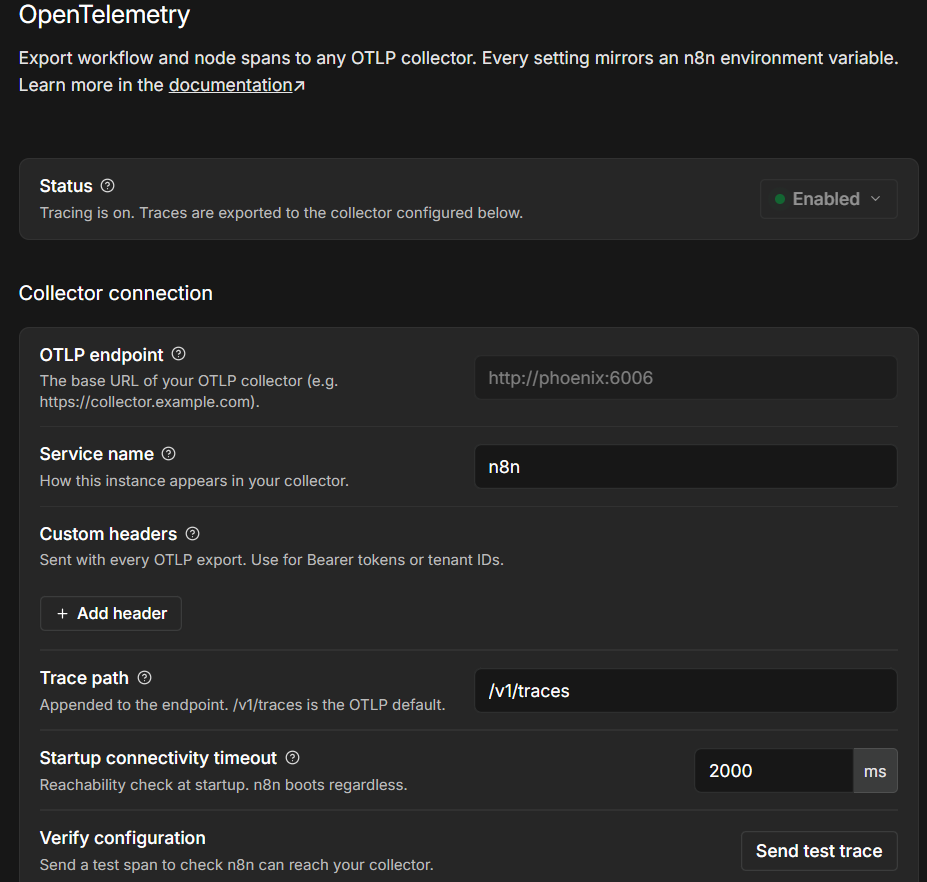 OpenTelemetry
Export workflow and node spans to any OTLP collector. Every setting mirrors an n8n environment variable.
Learn more in the documentation↗
Status
Tracing is on. Traces are exported to the collector configured below.
Enabled
Collector connection
OTLP endpoint
The base URL of your OTLP collector (e.g.
https://collector.example.com).
http://phoenix:6006
Service name
How this instance appears in your collector.
n8n
Custom headers
Sent with every OTLP export. Use for Bearer tokens or tenant IDs.
+ Add header
Trace path
Appended to the endpoint. /v1/traces is the OTLP default.
/v1/traces
Startup connectivity timeout
Reachability check at startup. n8n boots regardless.
2000 ms
Verify configuration
Send a test span to check n8n can reach your collector.
Send test trace